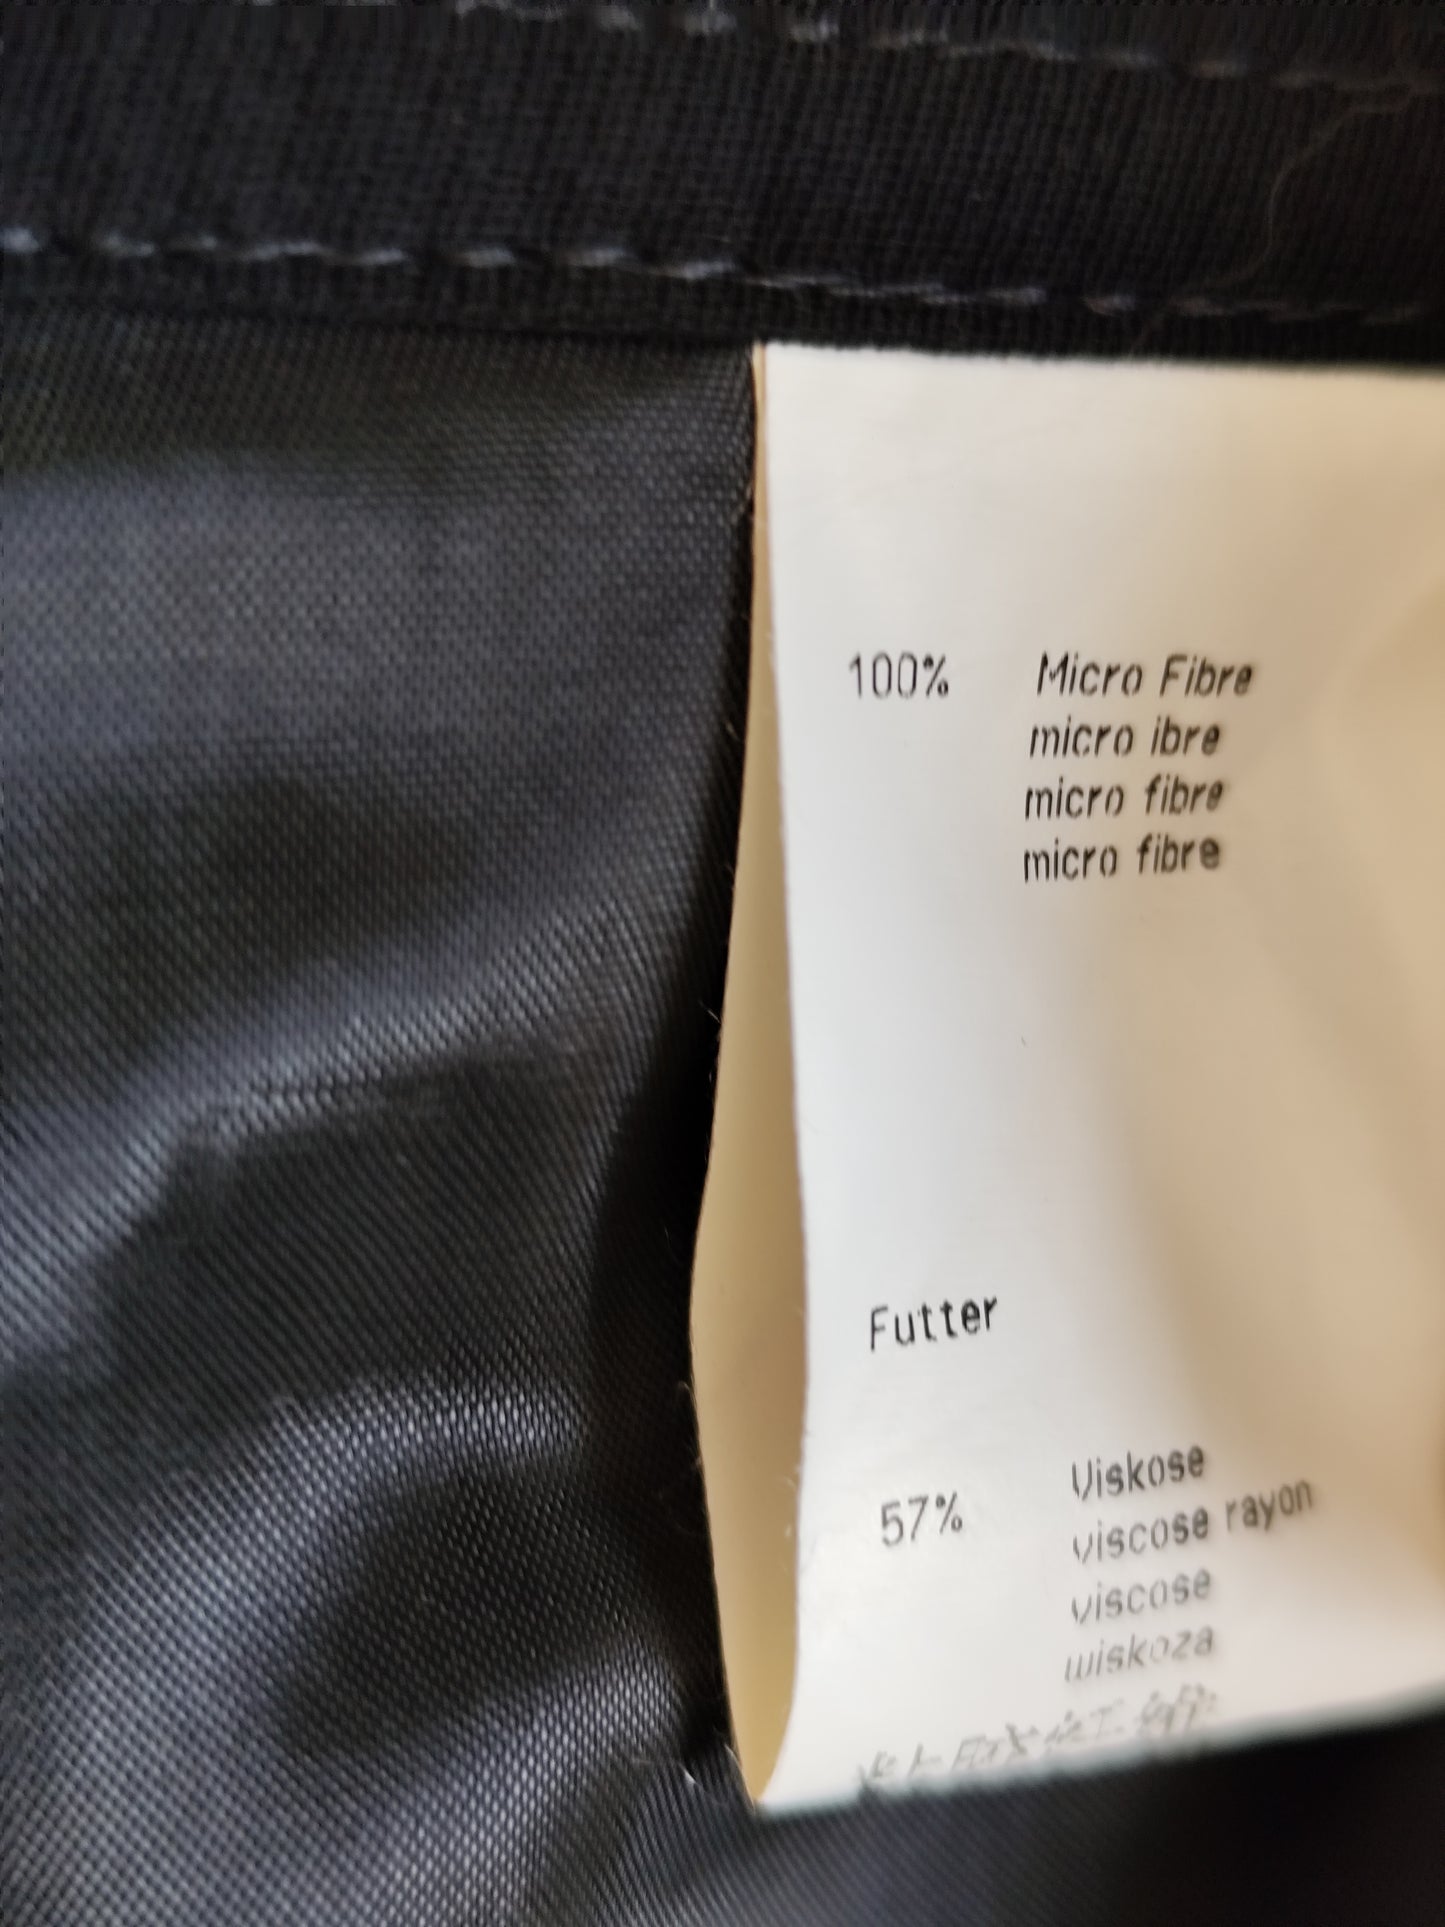 100% Micro Fibre
micro ibre
micro fibre
micro fibre
Futter
57% Viskose
viscose rayon
viscose
wiskoza